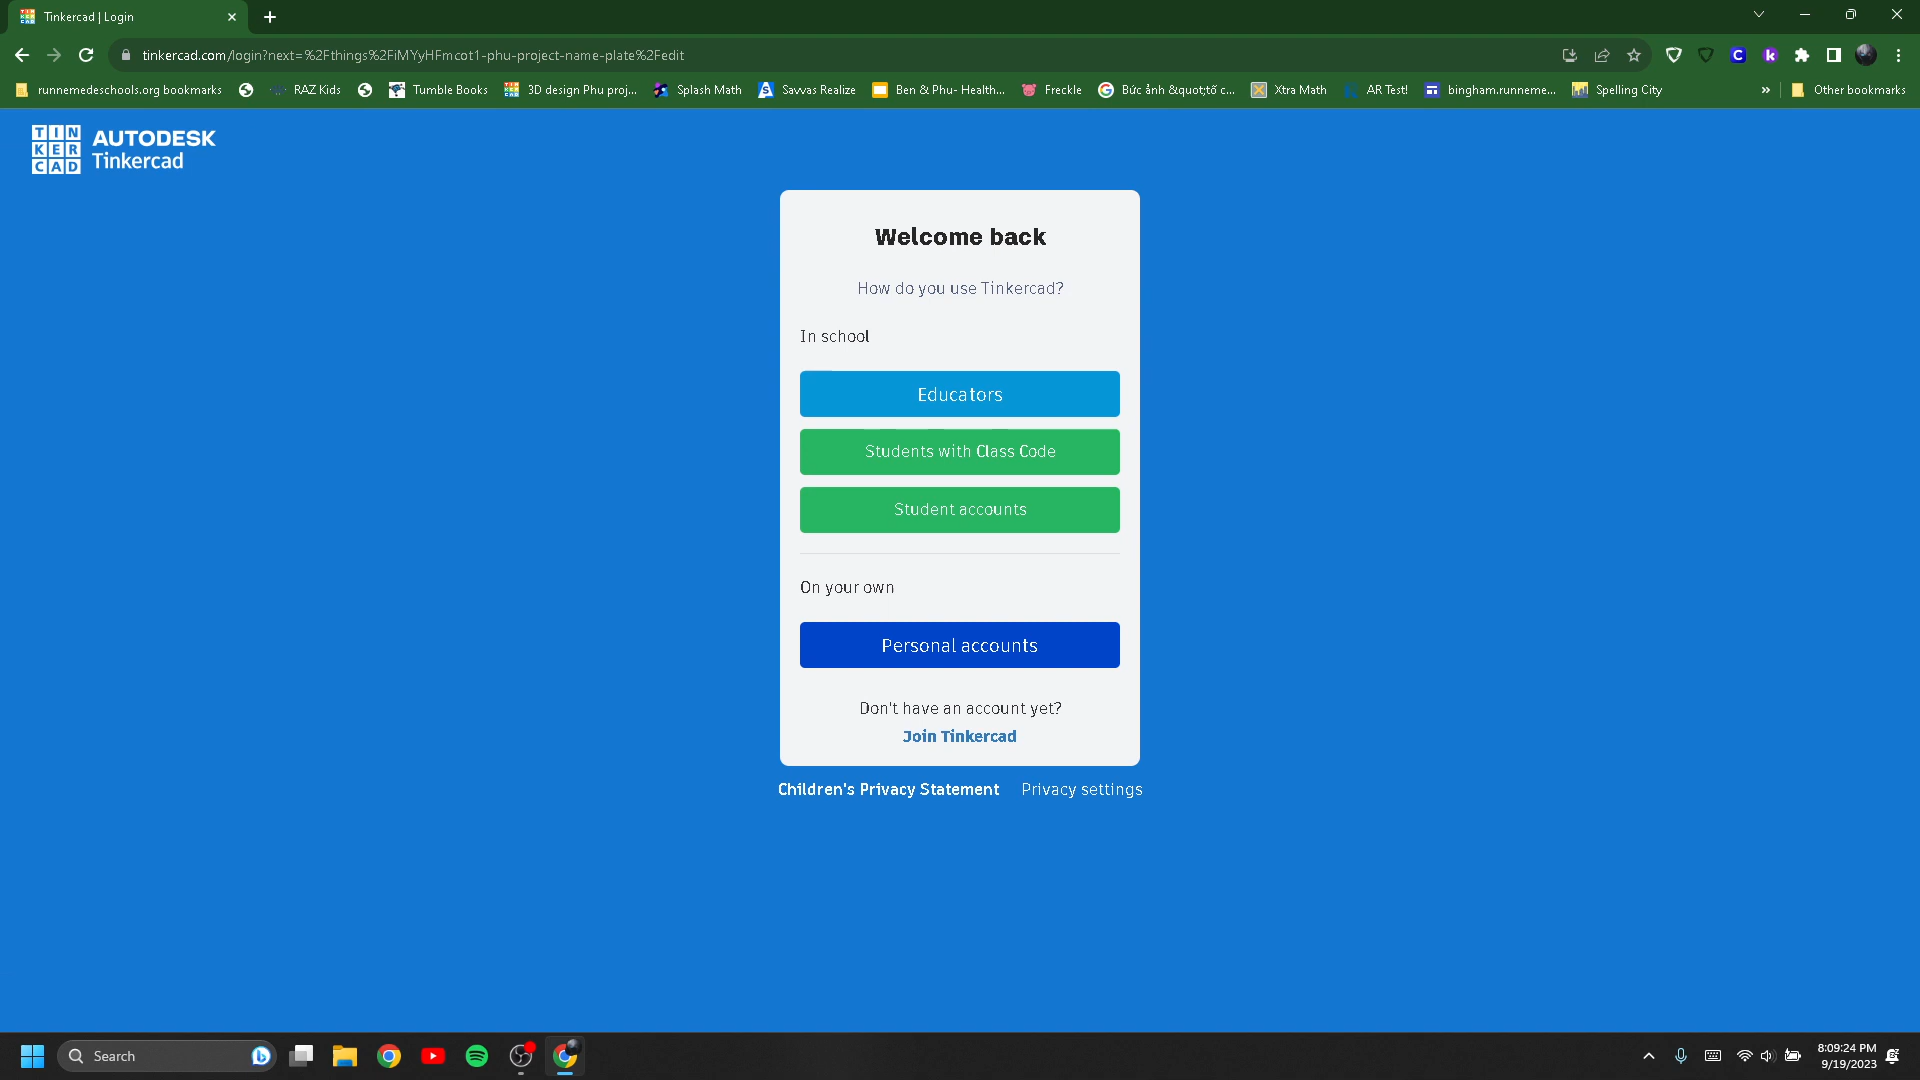 Tinkercad | Login
tinkercad.com/login?next=%2Fthings%2FiMYyHFmcot1-phu-project-name-plate%2Fedit
runnemedeschools.org bookmarks
RAZ Kids
Tumble Books
3D design Phu proj...
Splash Math
Savvas Realize
Ben & Phu- Health...
Freckle
Bức ảnh &quot;tố c...
Xtra Math
AR Test!
bingham.runneme...
Spelling City
»
Other bookmarks
TIN
KER
CAD
AUTODESK
Tinkercad
Welcome back
How do you use Tinkercad?
In school
Educators
Students with Class Code
Student accounts
On your own
Personal accounts
Don't have an account yet?
Join Tinkercad
Children's Privacy Statement Privacy settings
Search
8:09:24 PM
9/19/2023